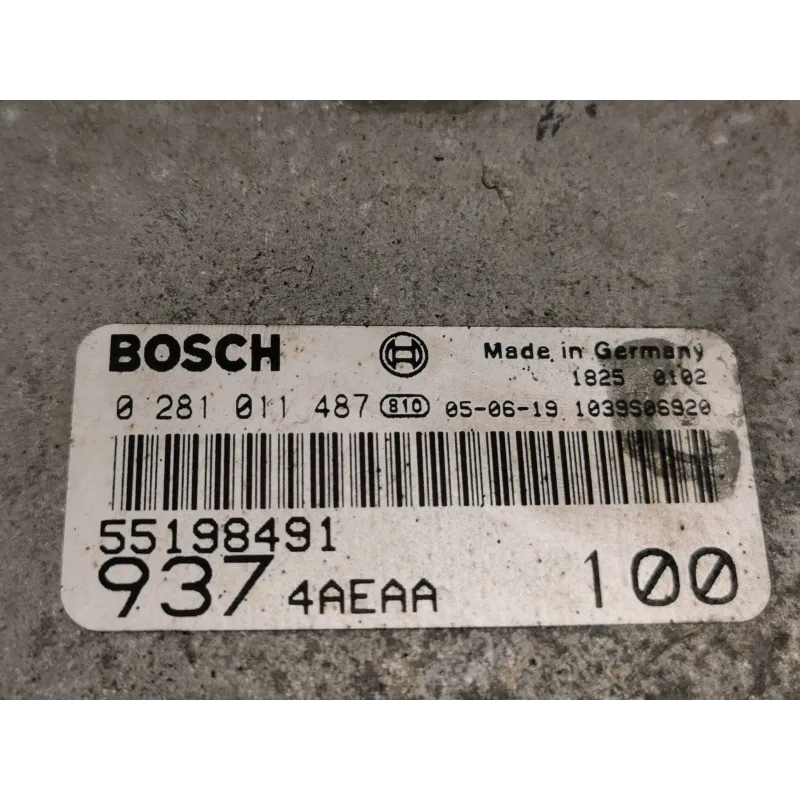 BOSCH Made in Germany
1825 0102
0 281 011 487 810 05-06-19 1039S06920
55198491
937 4AEAA 100